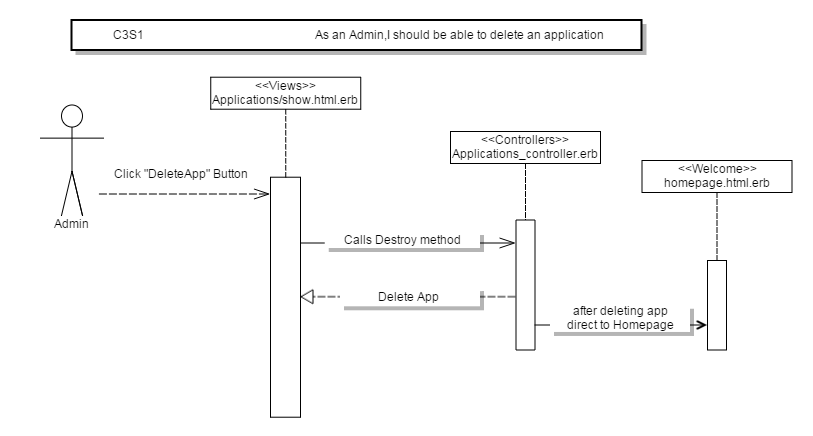 C3S1 As an Admin,I should be able to delete an application
<<Views>>
Applications/show.html.erb
<<Controllers>>
Applications_controller.erb
<<Welcome>>
homepage.html.erb
Click "DeleteApp" Button
Admin
Calls Destroy method
Delete App
after deleting app
direct to Homepage